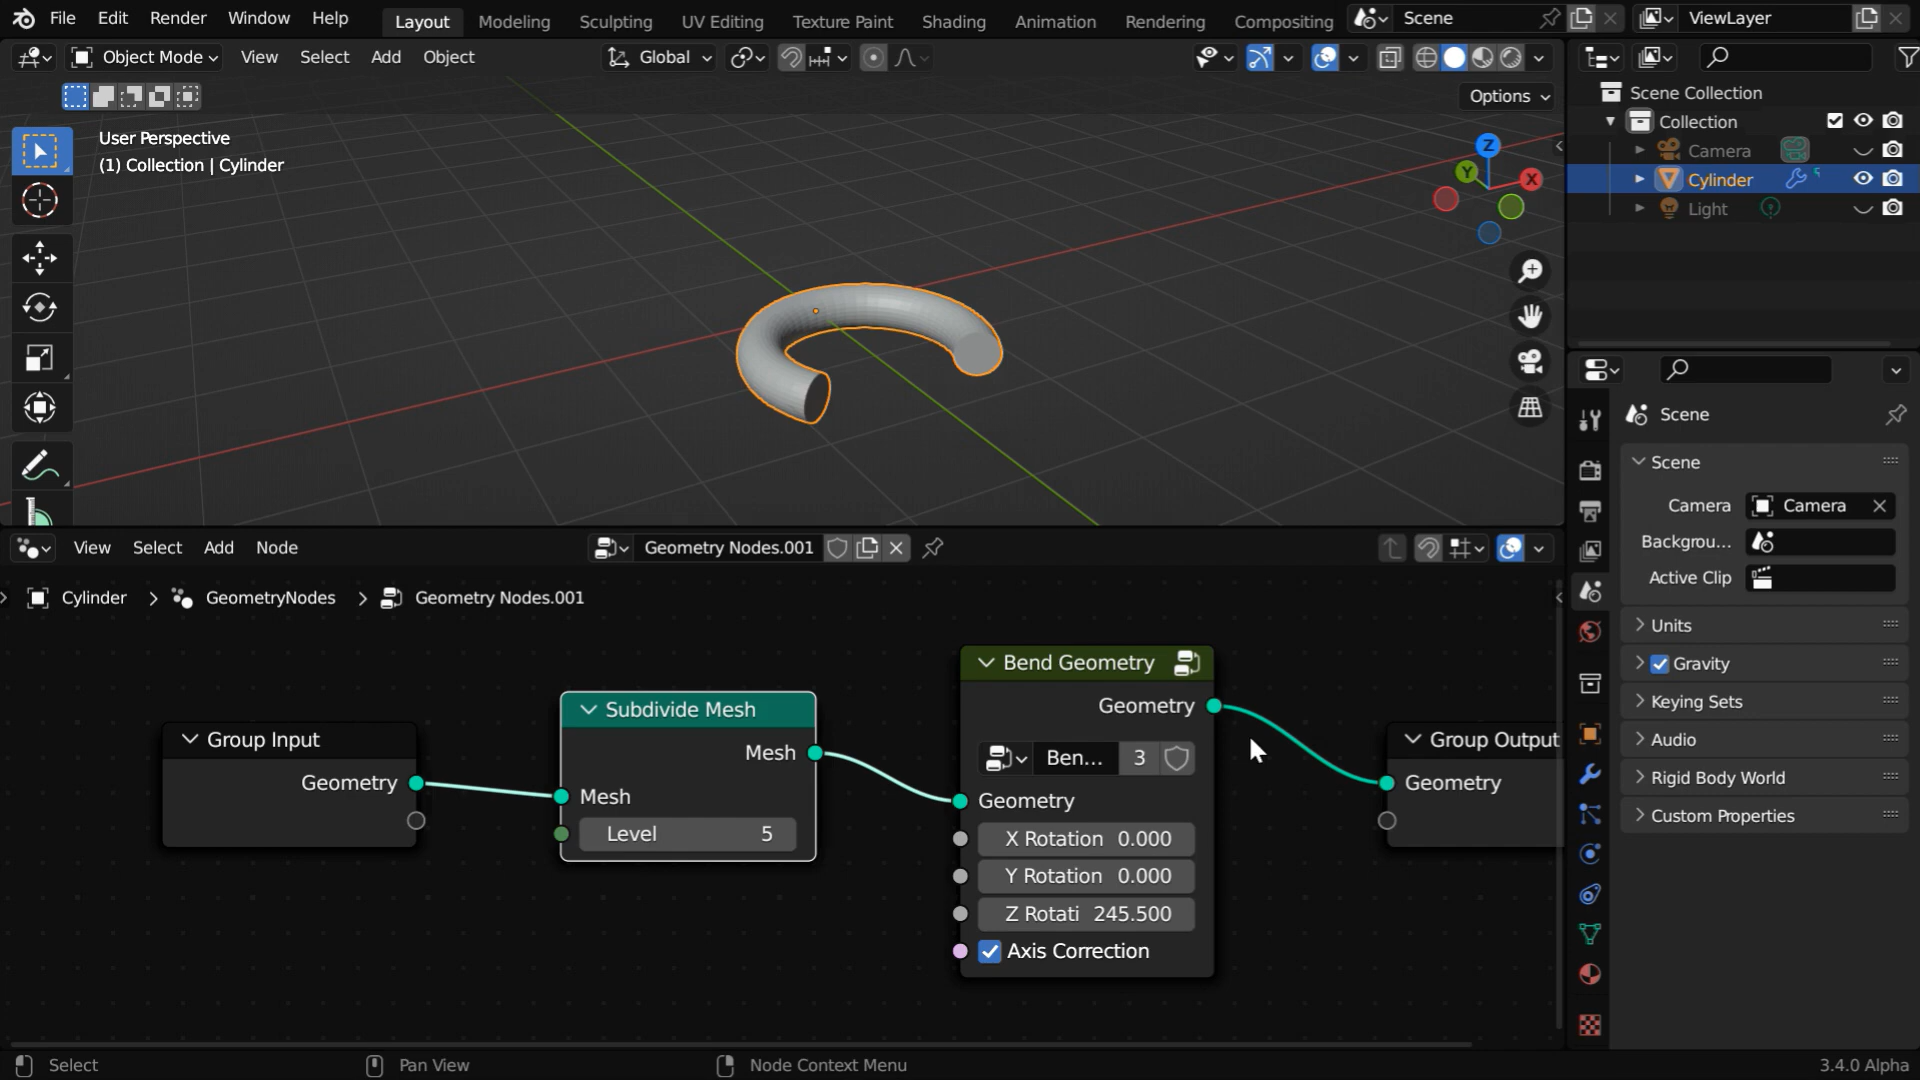 File Edit Render Window Help Layout Modeling Sculpting UV Editing Texture Paint Shading Animation Rendering Compositing Scene ViewLayer
Object Mode View Select Add Object Global
Options
User Perspective
(1) Collection | Cylinder
Z
Y
X
Scene Collection
Collection
Camera
Cylinder
Light
Scene
Scene
Camera Camera
Backgrou...
Active Clip
Units
Gravity
Keying Sets
Audio
Rigid Body World
Custom Properties
View Select Add Node Geometry Nodes.001
Cylinder > GeometryNodes > Geometry Nodes.001
Group Input
Geometry
Subdivide Mesh
Mesh
Mesh
Level 5
Bend Geometry
Geometry
Ben... 3
Geometry
X Rotation 0.000
Y Rotation 0.000
Z Rotati 245.500
Axis Correction
Group Output
Geometry
Select Pan View Node Context Menu 3.4.0 Alpha